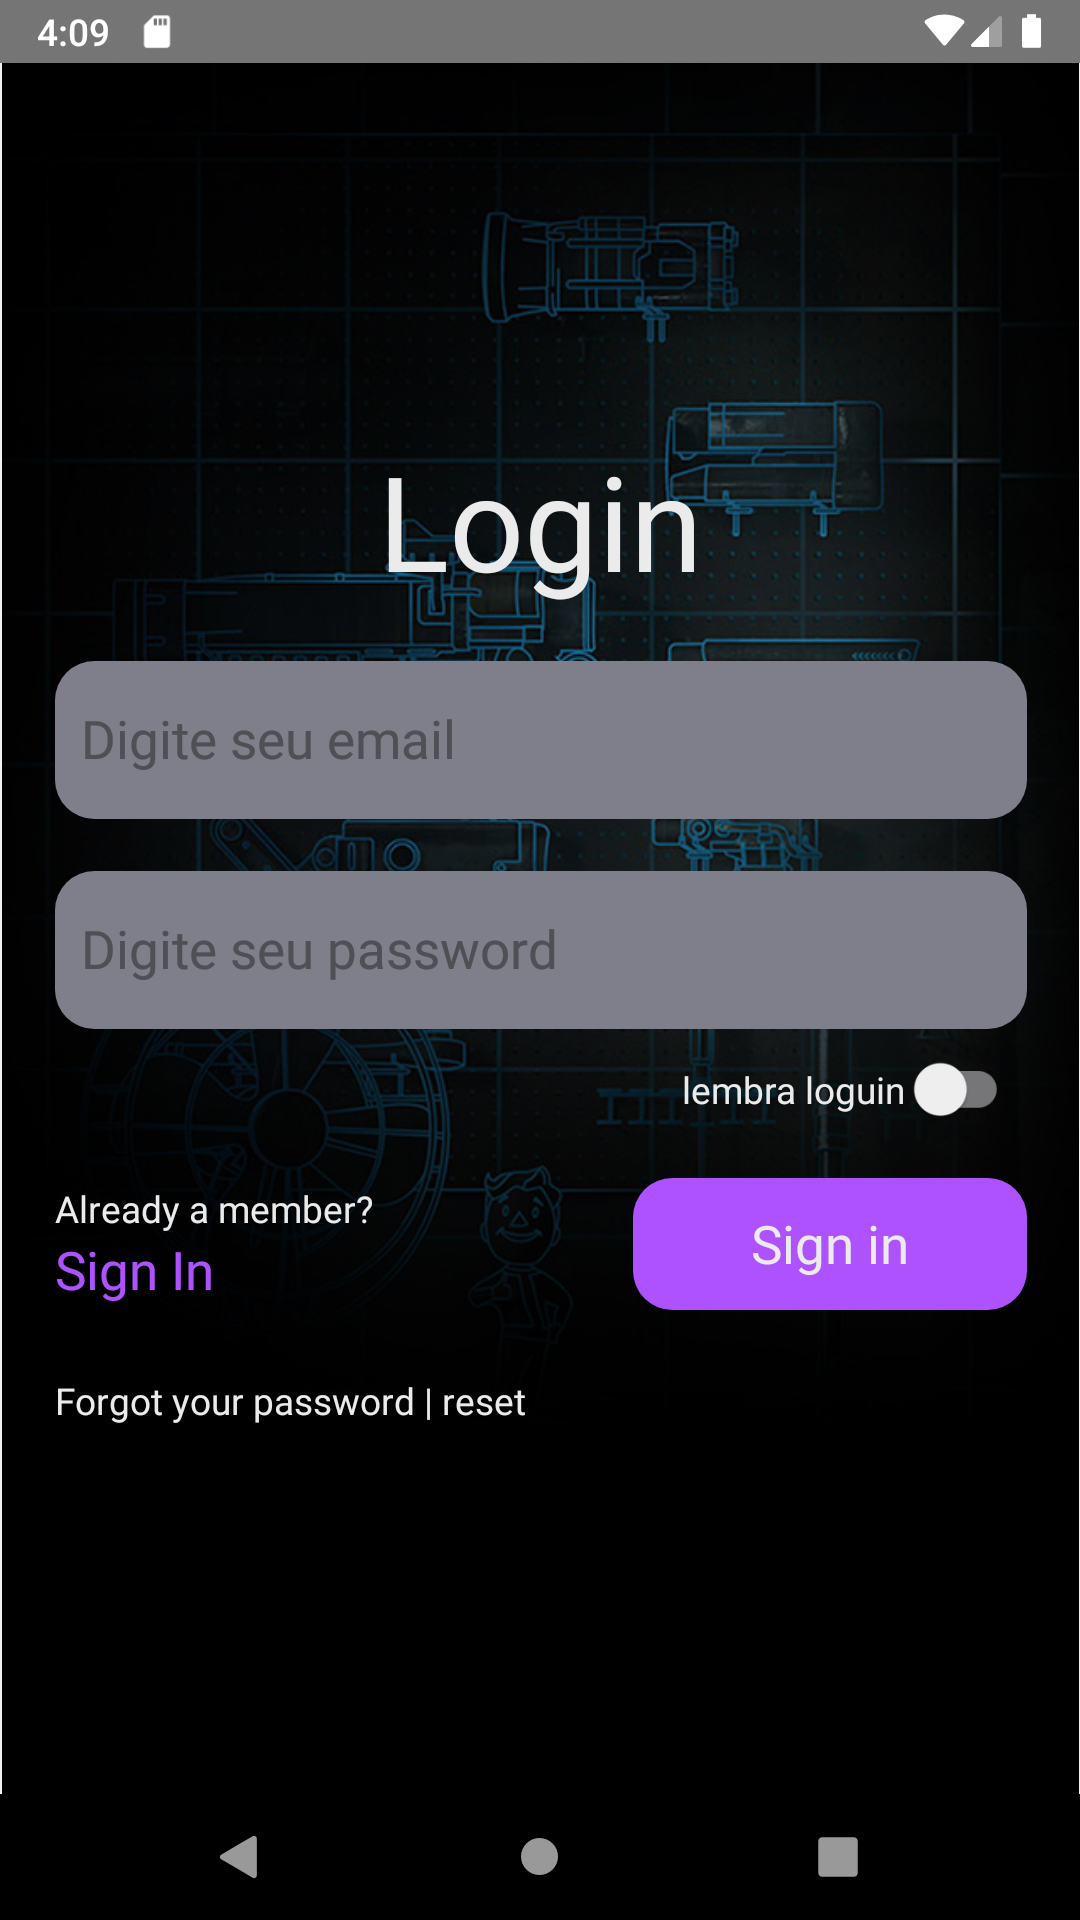 4:09
Login
Digite seu email
Digite seu password
lembra loguin
Already a member?
Sign In
Sign in
Forgot your password | reset